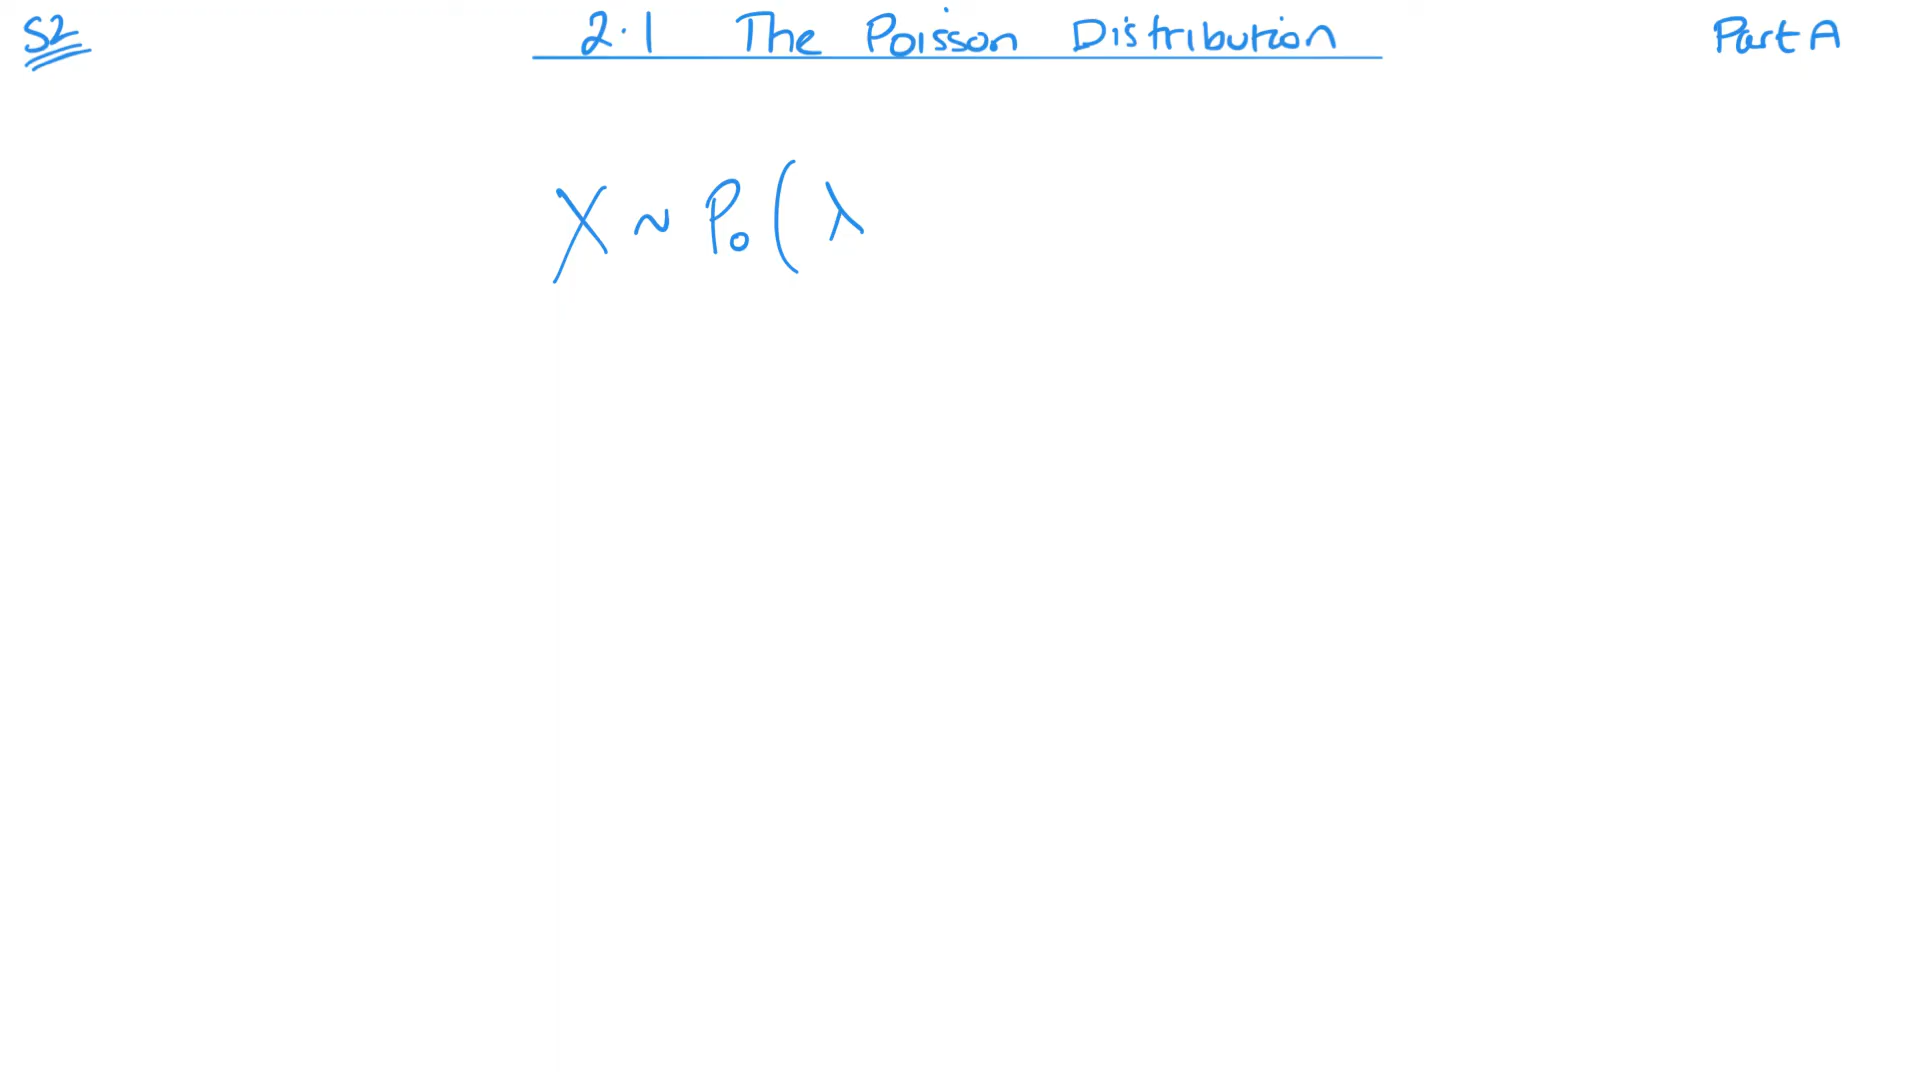 S2 2.1 The Poisson Distribution Part A
X ~ Po(λ